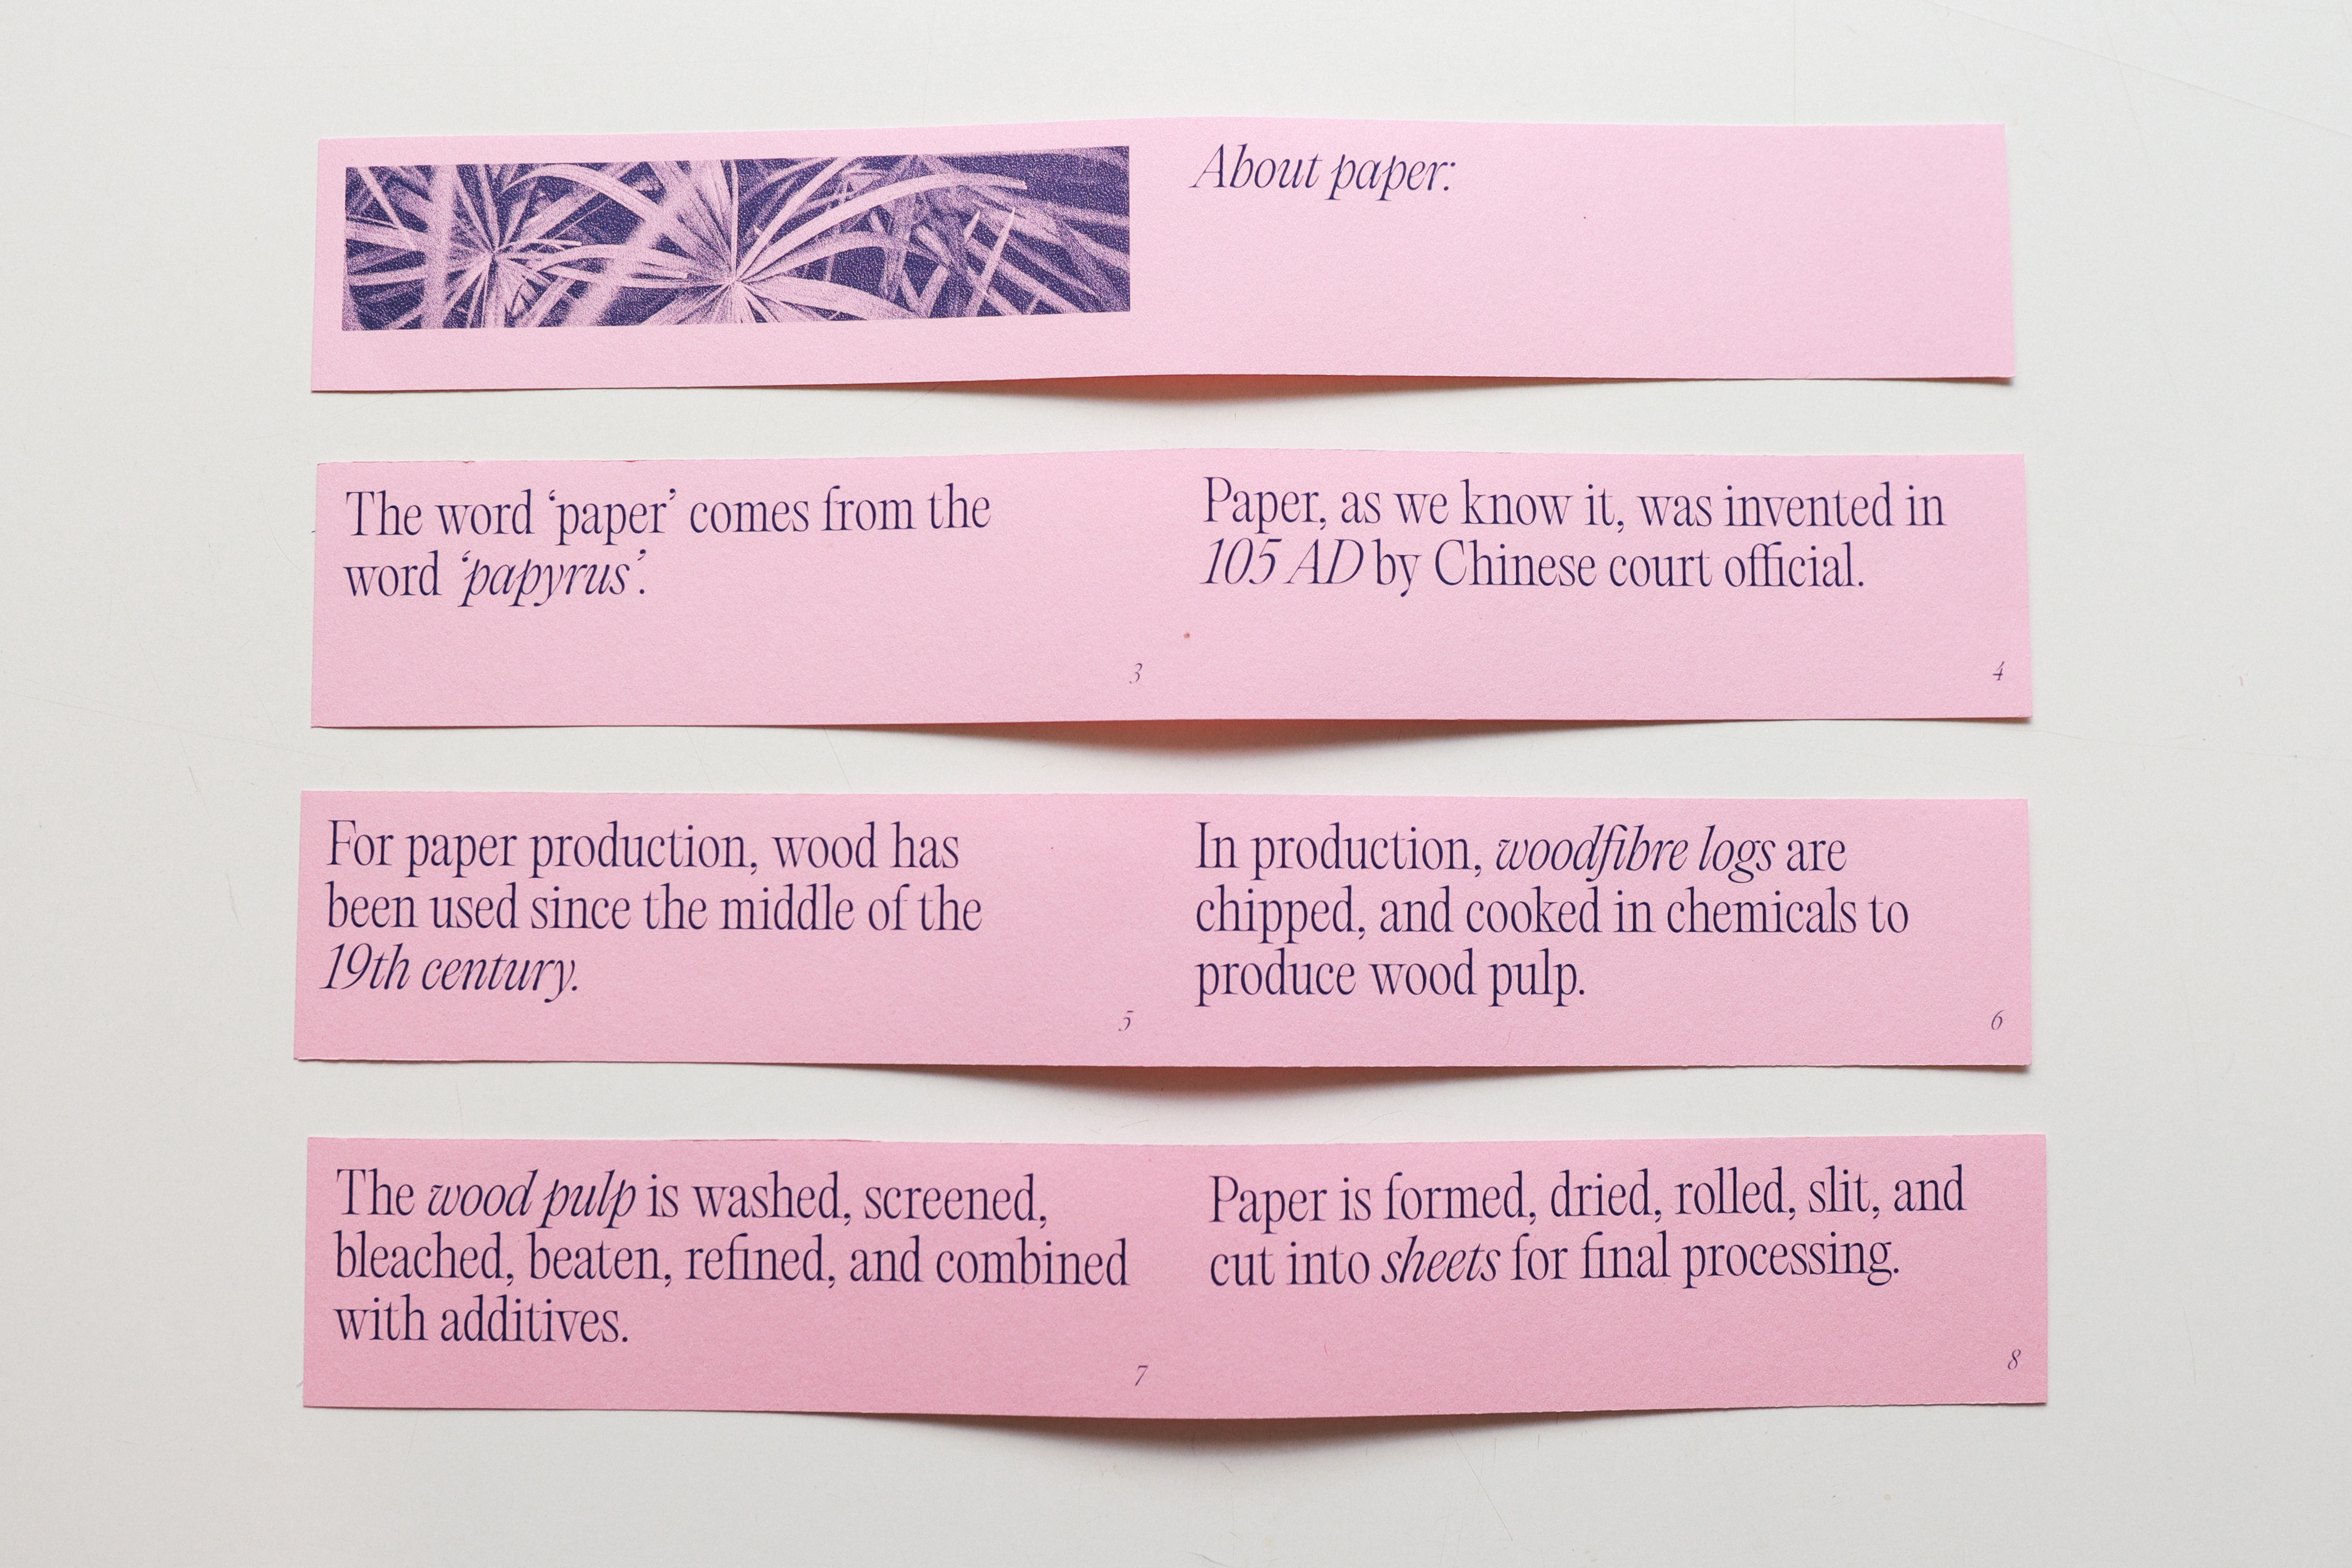 About paper:
The word ‘paper’ comes from the
word ‘papyrus’.
3
Paper, as we know it, was invented in
105 AD by Chinese court official.
4
For paper production, wood has
been used since the middle of the
19th century.
5
In production, woodfibre logs are
chipped, and cooked in chemicals to
produce wood pulp.
6
The wood pulp is washed, screened,
bleached, beaten, refined, and combined
with additives.
7
Paper is formed, dried, rolled, slit, and
cut into sheets for final processing.
8